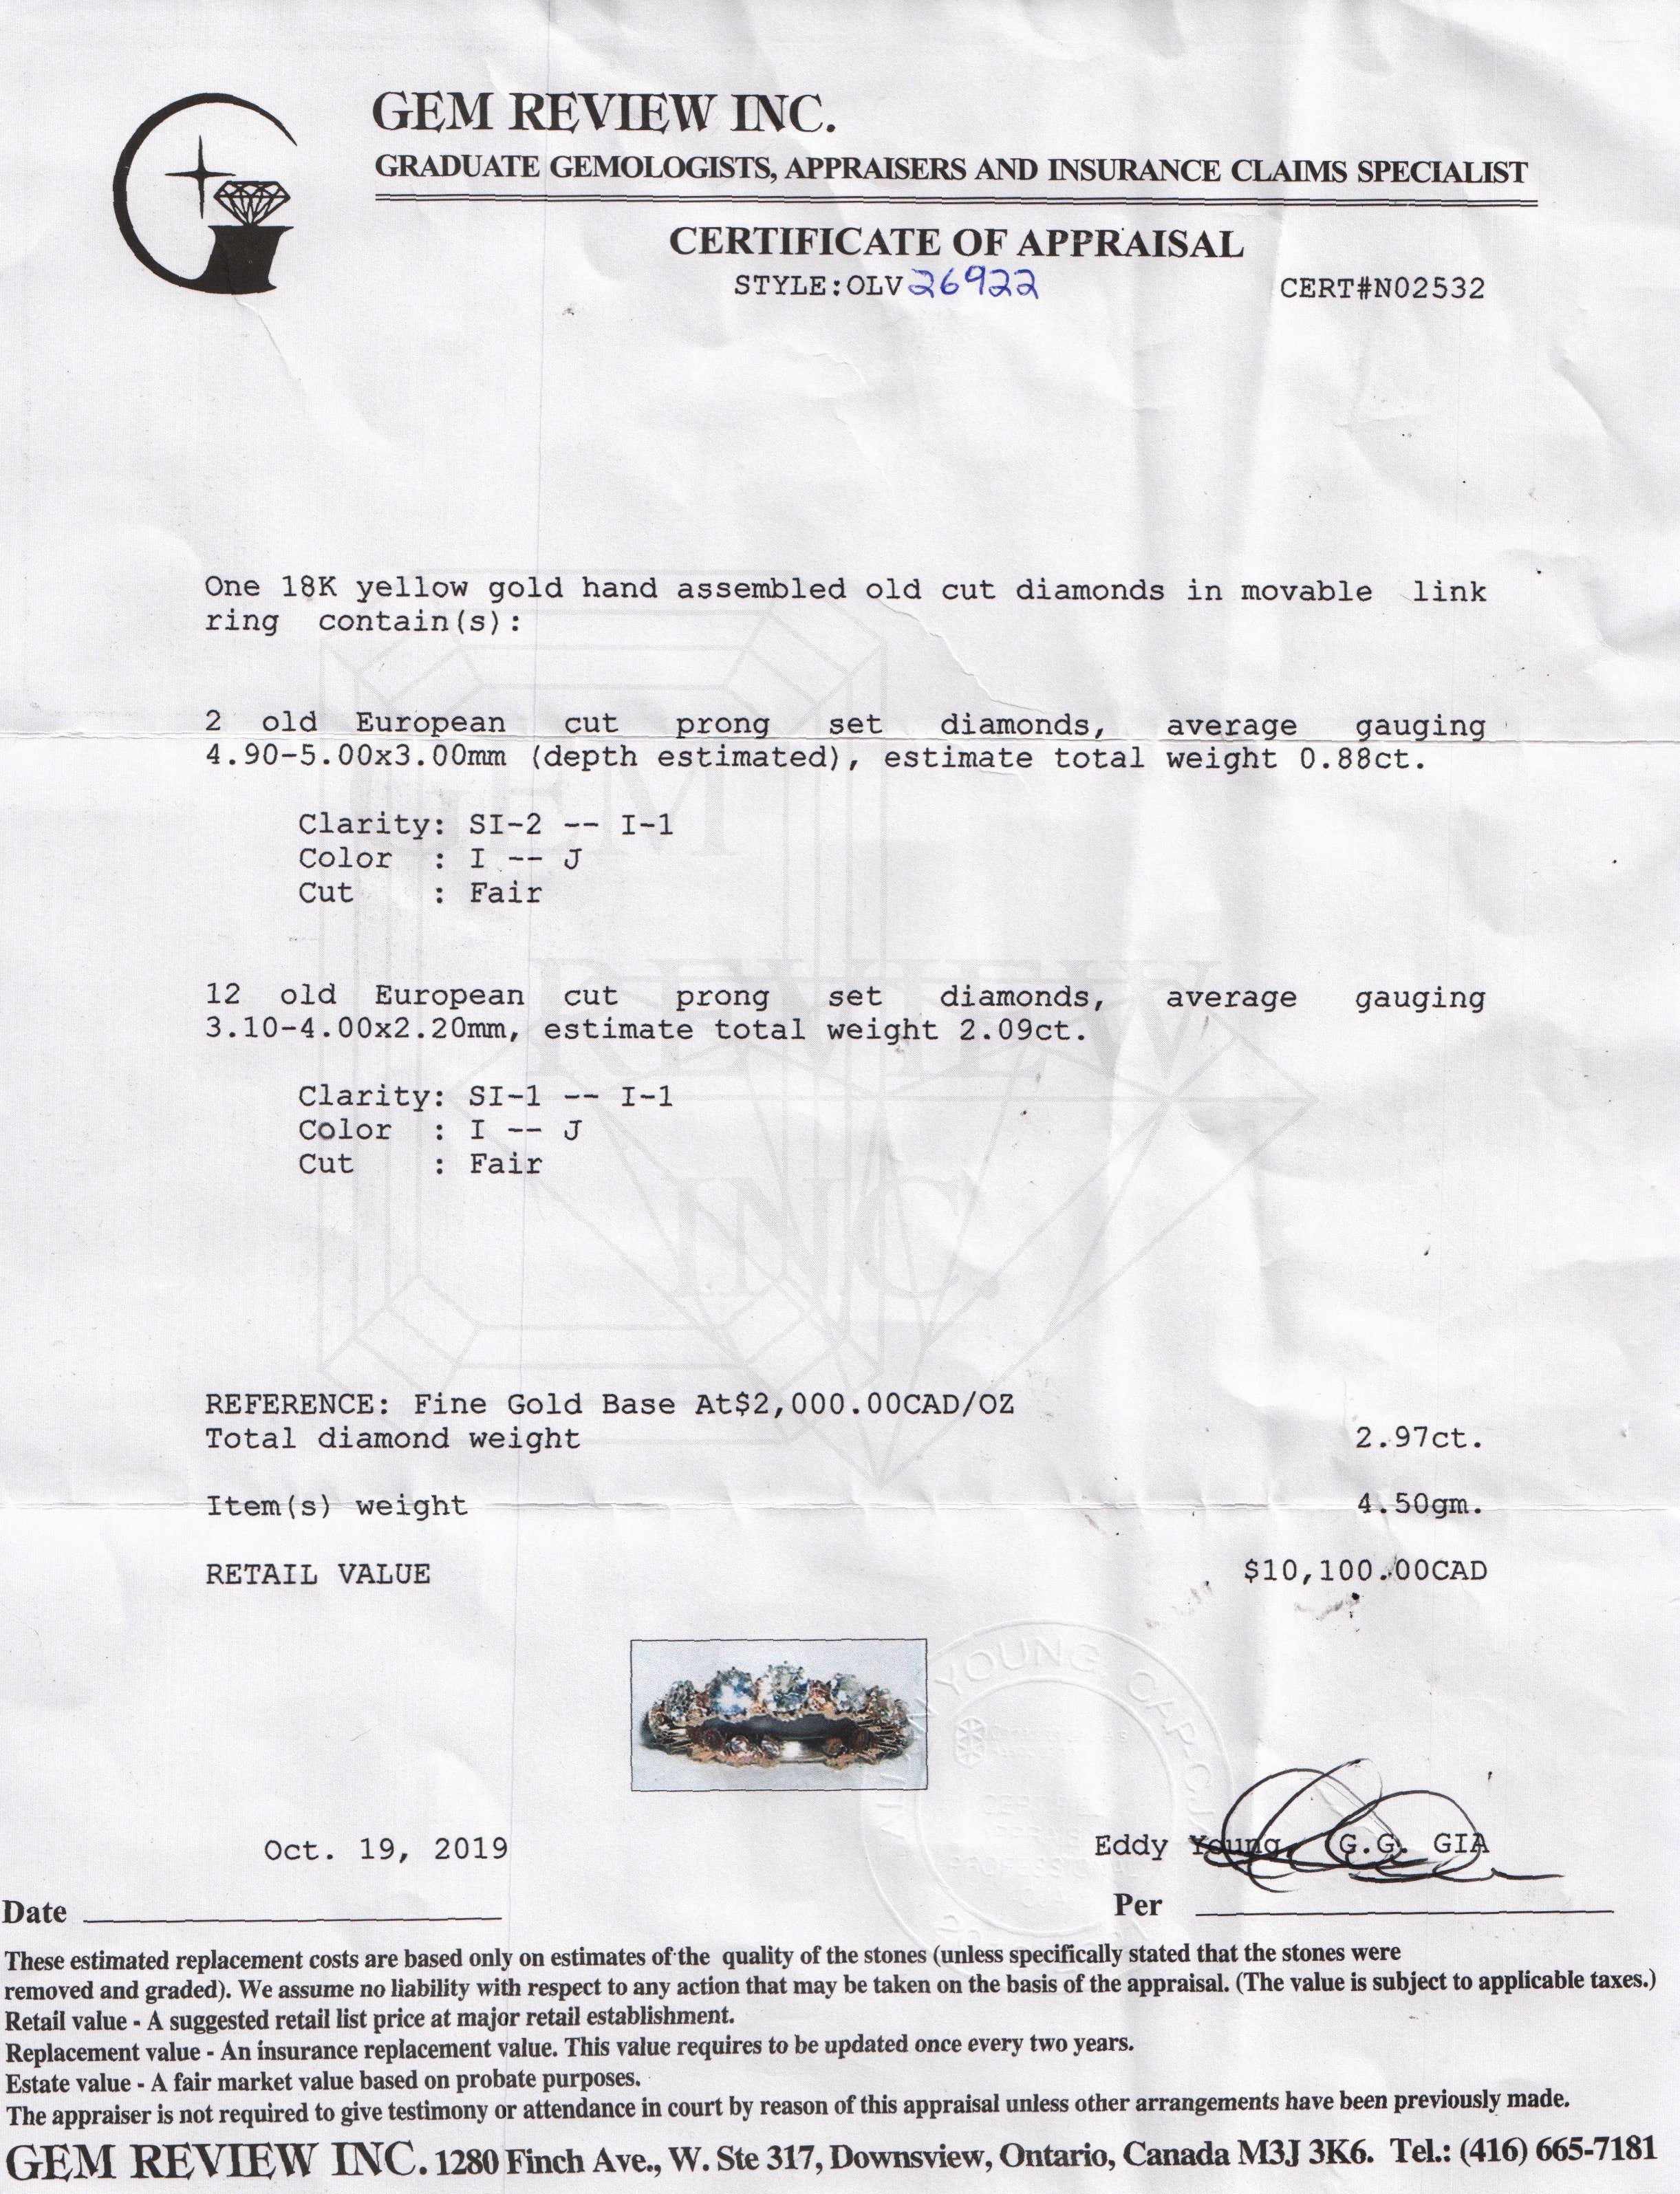 GEM REVIEW INC.
GRADUATE GEMOLOGISTS, APPRAISERS AND INSURANCE CLAIMS SPECIALIST
CERTIFICATE OF APPRAISAL
STYLE:OLV 26922 CERT#N02532
One 18K yellow gold hand assembled old cut diamonds in movable link
ring contain(s):
2 old European cut prong set diamonds, average gauging
4.90-5.00x3.00mm (depth estimated), estimate total weight 0.88ct.
Clarity: SI-2 -- I-1
Color : I -- J
Cut : Fair
12 old European cut prong set diamonds, average gauging
3.10-4.00x2.20mm, estimate total weight 2.09ct.
Clarity: SI-1 -- I-1
Color : I -- J
Cut : Fair
GEM
REVIEW
INC.
REFERENCE: Fine Gold Base At$2,000.00CAD/OZ
Total diamond weight 2.97ct.
Item(s) weight 4.50gm.
RETAIL VALUE $10,100.00CAD
YOUNG CAP-CJ
Oct. 19, 2019 Eddy Young, G.G. GIA
Date Per
These estimated replacement costs are based only on estimates of the quality of the stones (unless specifically stated that the stones were
removed and graded). We assume no liability with respect to any action that may be taken on the basis of the appraisal. (The value is subject to applicable taxes.)
Retail value - A suggested retail list price at major retail establishment.
Replacement value - An insurance replacement value. This value requires to be updated once every two years.
Estate value - A fair market value based on probate purposes.
The appraiser is not required to give testimony or attendance in court by reason of this appraisal unless other arrangements have been previously made.
GEM REVIEW INC. 1280 Finch Ave., W. Ste 317, Downsview, Ontario, Canada M3J 3K6. Tel.: (416) 665-7181